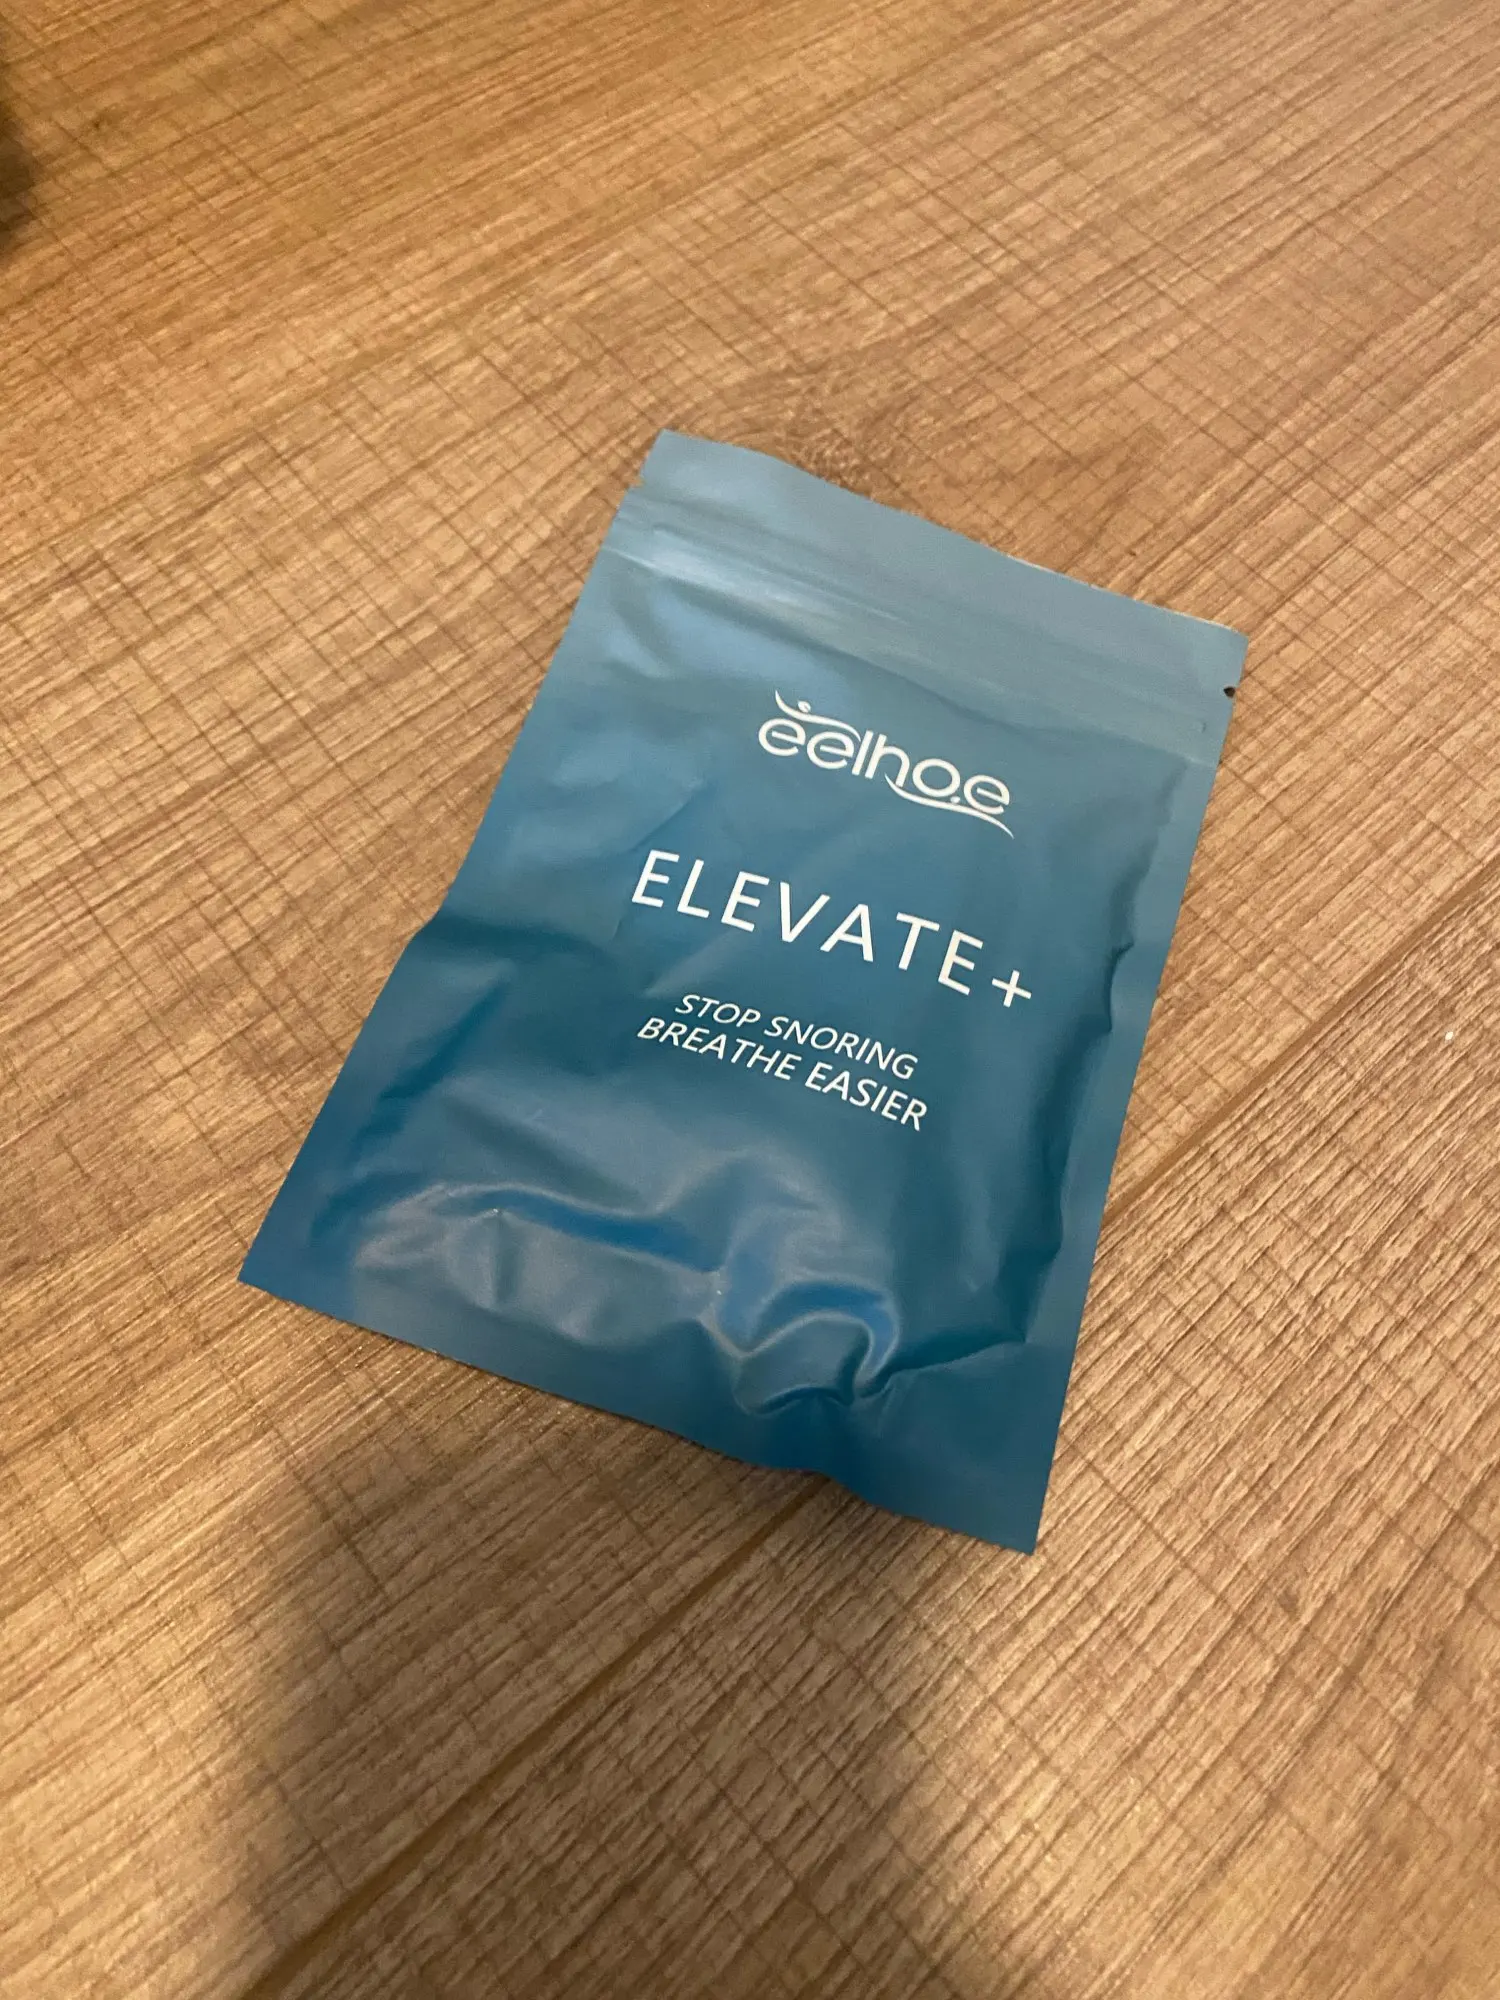 eelhoe
ELEVATE+
STOP SNORING
BREATHE EASIER